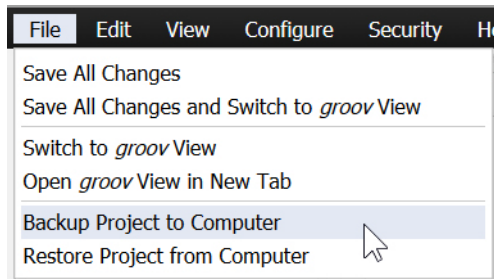 File Edit View Configure Security
Save All Changes
Save All Changes and Switch to groov View
Switch to groov View
Open groov View in New Tab
Backup Project to Computer
Restore Project from Computer